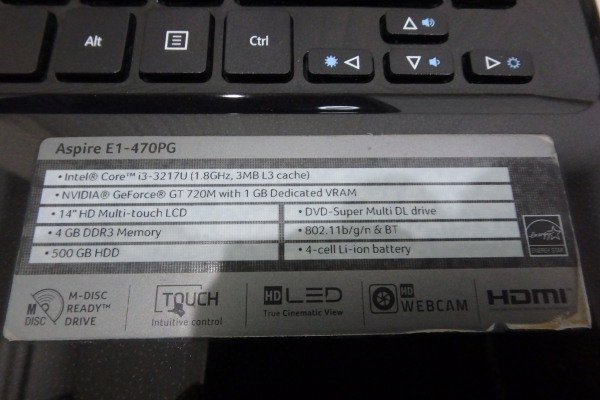 Alt
Ctrl
Aspire E1-470PG
• Intel® Core™ i3-3217U (1.8GHz, 3MB L3 cache)
• NVIDIA® GeForce® GT 720M with 1 GB Dedicated VRAM
• 14" HD Multi-touch LCD
• DVD-Super Multi DL drive
• 4 GB DDR3 Memory
• 802.11b/g/n & BT
• 500 GB HDD
• 4-cell Li-ion battery
ENERGY STAR
M DISC
M-DISC
READY™
DRIVE
TOUCH
Intuitive control
HD LED
True Cinematic View
HD
WEBCAM
HDMI